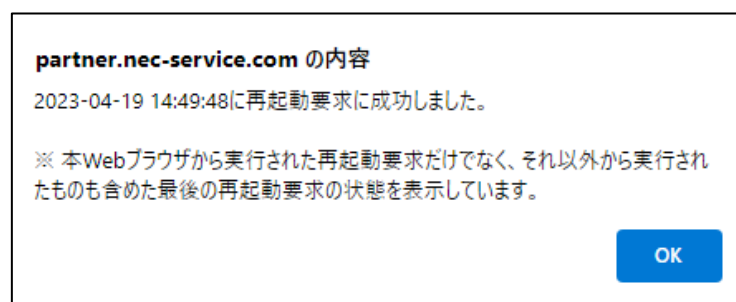 partner.nec-service.com の内容
2023-04-19 14:49:48に再起動要求に成功しました。
※ 本Webブラウザから実行された再起動要求だけでなく、それ以外から実行され
たものも含めた最後の再起動要求の状態を表示しています。
OK